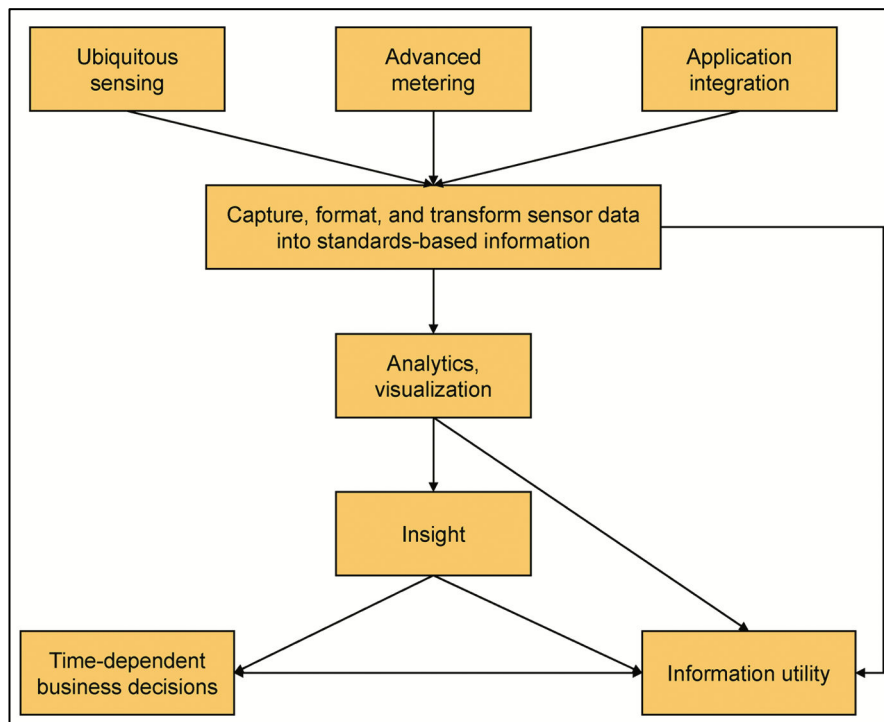 Ubiquitous
sensing
Advanced
metering
Application
integration
Capture, format, and transform sensor data
into standards-based information
Analytics,
visualization
Insight
Time-dependent
business decisions
Information utility